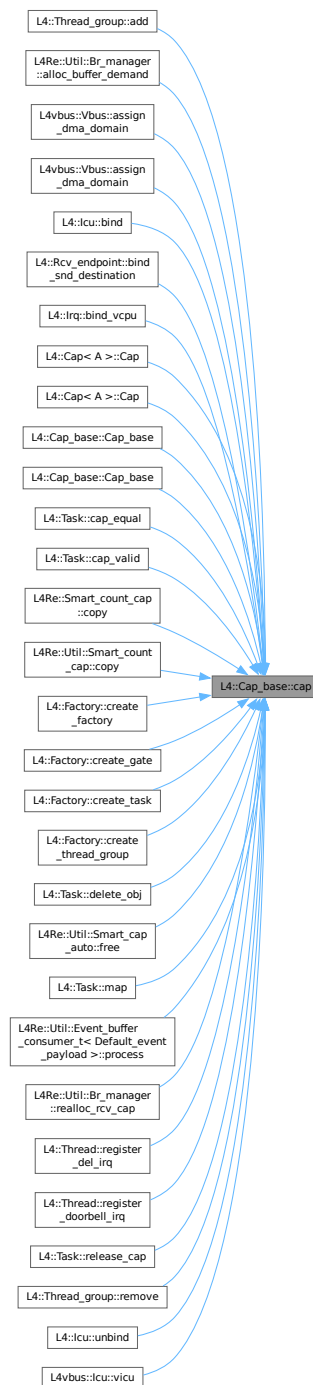 L4::Thread_group::add
L4Re::Util::Br_manager
::alloc_buffer_demand
L4vbus::Vbus::assign
_dma_domain
L4vbus::Vbus::assign
_dma_domain
L4::Icu::bind
L4::Rcv_endpoint::bind
_snd_destination
L4::Irq::bind_vcpu
L4::Cap< A >::Cap
L4::Cap< A >::Cap
L4::Cap_base::Cap_base
L4::Cap_base::Cap_base
L4::Task::cap_equal
L4::Task::cap_valid
L4Re::Smart_count_cap
::copy
L4Re::Util::Smart_count
_cap::copy
L4::Cap_base::cap
L4::Factory::create
_factory
L4::Factory::create_gate
L4::Factory::create_task
L4::Factory::create
_thread_group
L4::Task::delete_obj
L4Re::Util::Smart_cap
_auto::free
L4::Task::map
L4Re::Util::Event_buffer
_consumer_t< Default_event
_payload >::process
L4Re::Util::Br_manager
::realloc_rcv_cap
L4::Thread::register
_del_irq
L4::Thread::register
_doorbell_irq
L4::Task::release_cap
L4::Thread_group::remove
L4::Icu::unbind
L4vbus::Icu::vicu